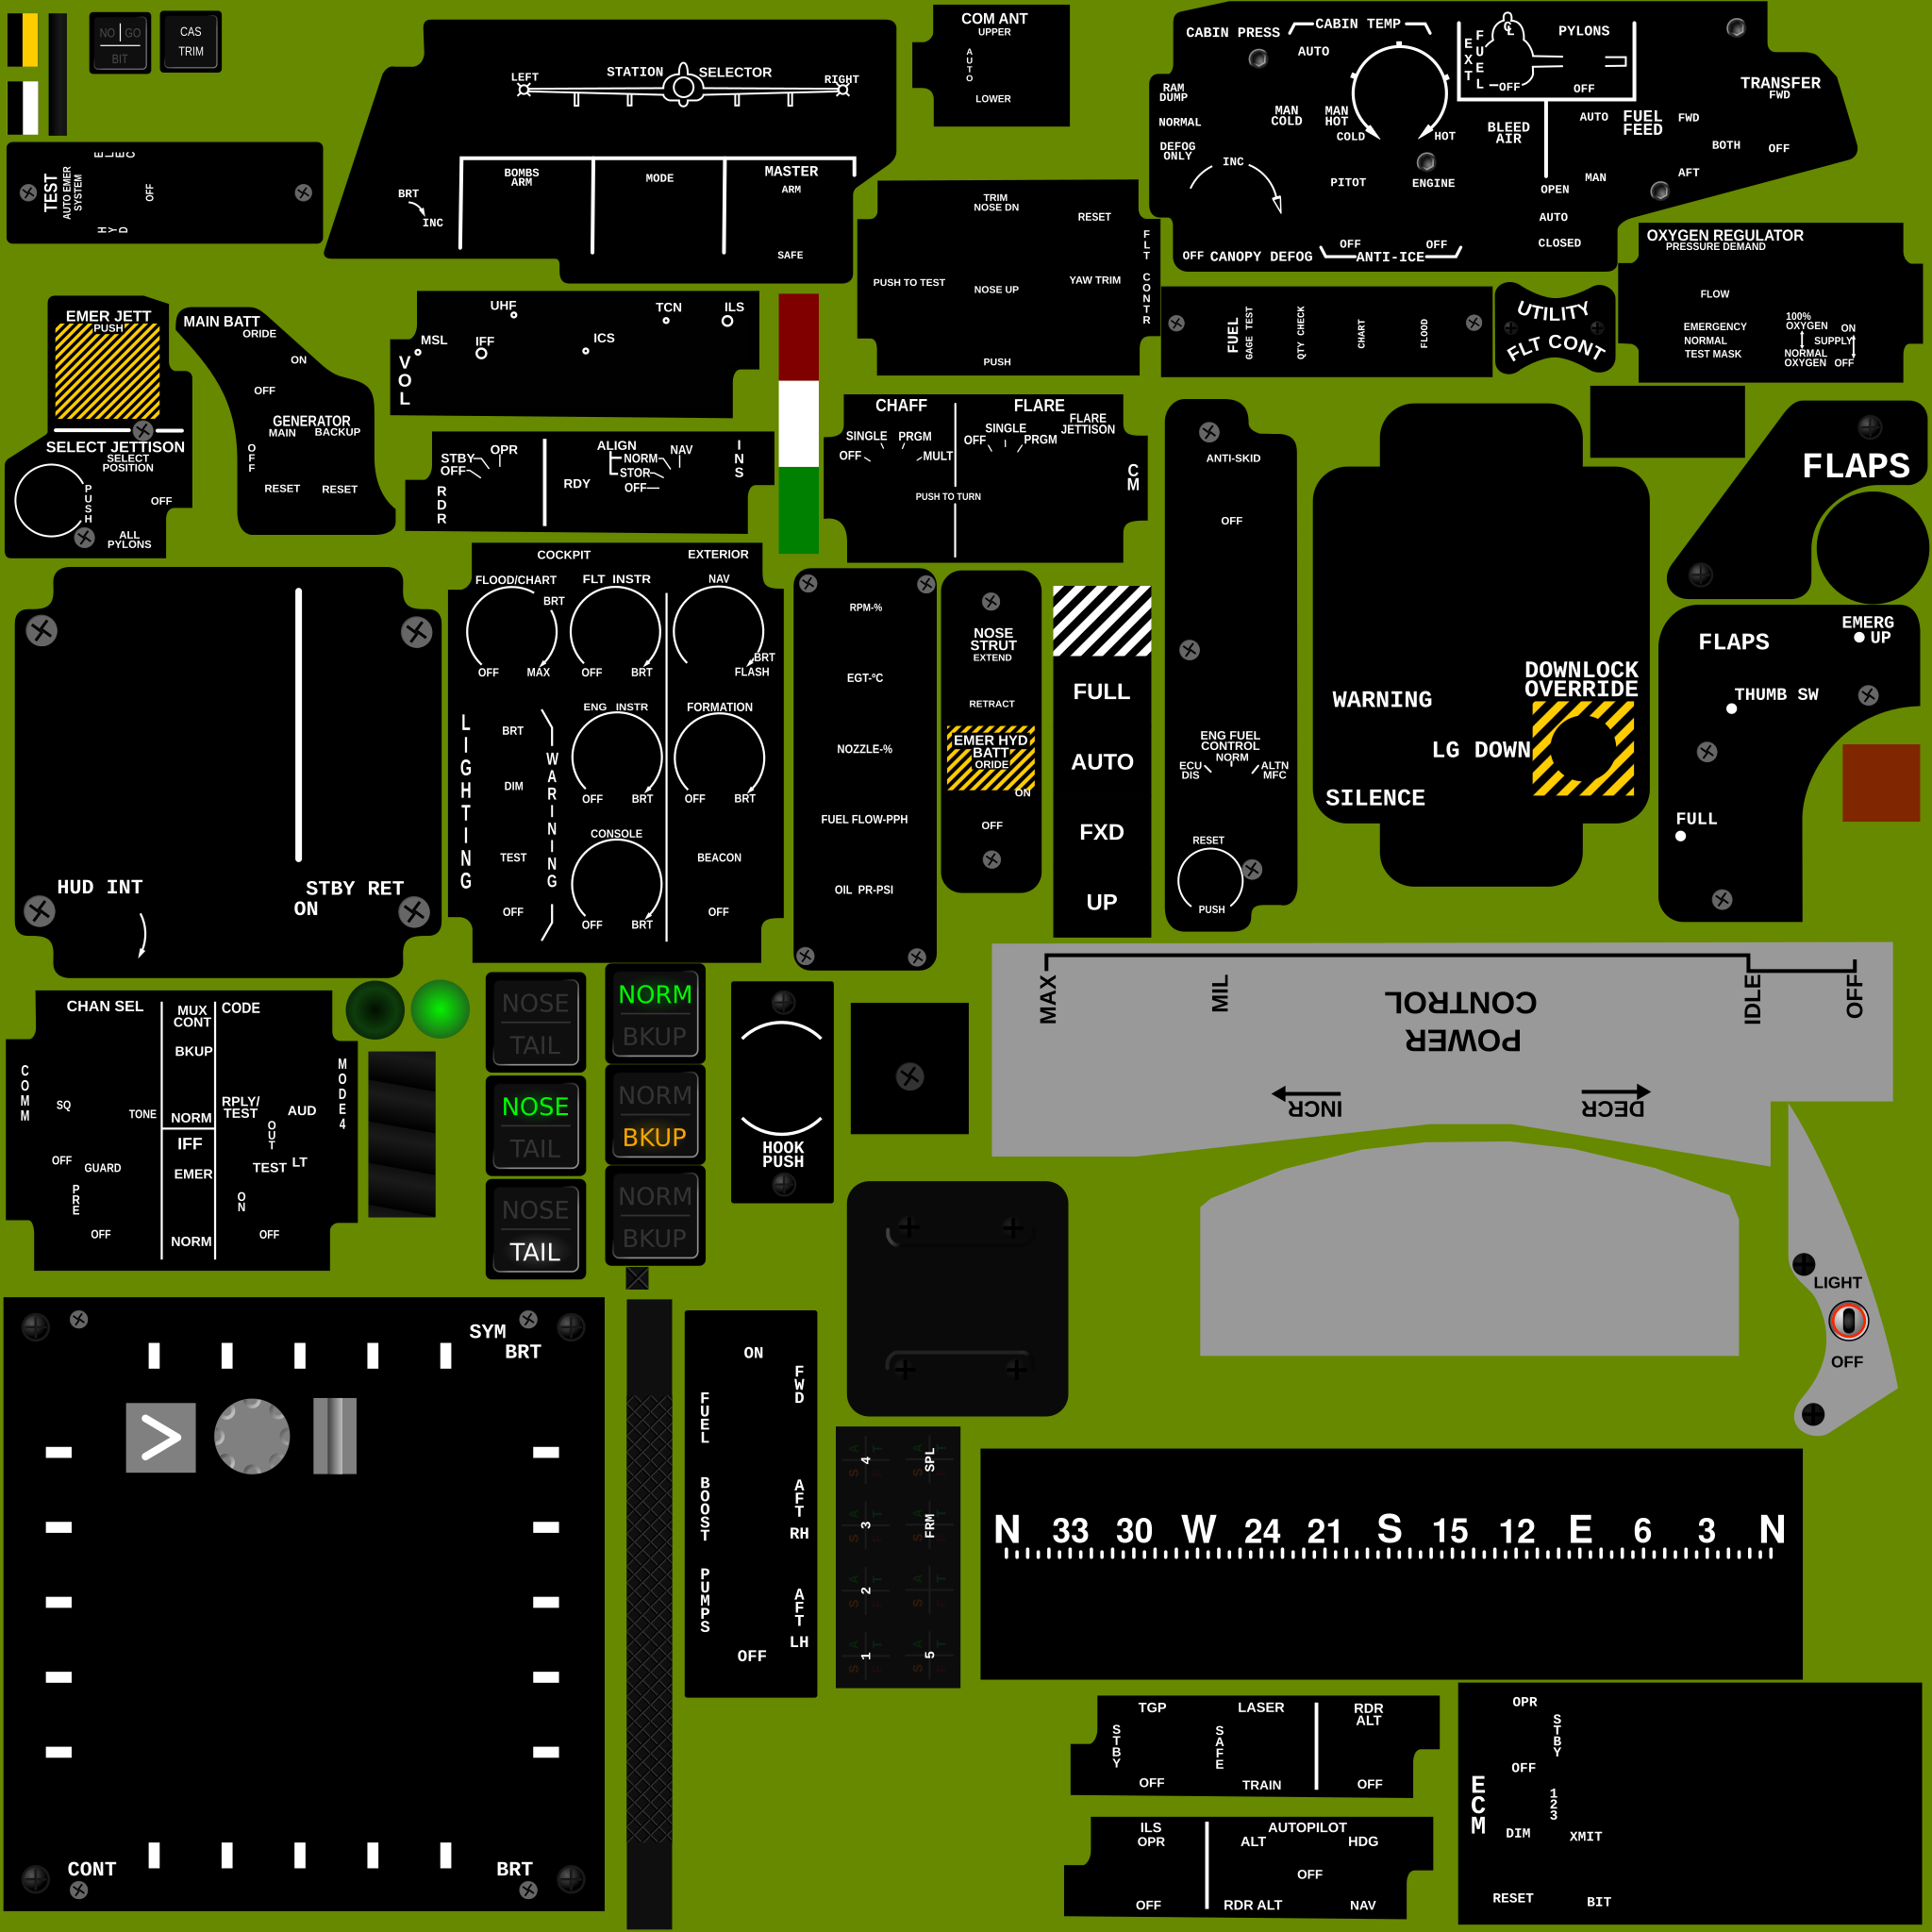 NO GO
BIT
CAS
TRIM
TEST
AUTO EMER
SYSTEM
ELEC
OFF
HYD
LEFT
STATION SELECTOR
RIGHT
BRT
INC
BOMBS
ARM
MODE
MASTER
ARM
SAFE
COM ANT
UPPER
AUTO
LOWER
CABIN PRESS
CABIN TEMP
AUTO
RAM
DUMP
NORMAL
DEFOG
ONLY
MAN
COLD
MAN
HOT
COLD
HOT
INC
PITOT
ENGINE
OFF CANOPY DEFOG
OFF
OFF
ANTI-ICE
EXT
FUEL
CL
PYLONS
OFF
OFF
BLEED
AIR
AUTO
MAN
OPEN
AUTO
CLOSED
FUEL
FEED
FWD
BOTH
OFF
AFT
TRANSFER
FWD
TRIM
NOSE DN
RESET
PUSH TO TEST
NOSE UP
YAW TRIM
PUSH
FLT CONTR
OXYGEN REGULATOR
PRESSURE DEMAND
FLOW
EMERGENCY
NORMAL
TEST MASK
100%
OXYGEN
NORMAL
OXYGEN
ON
SUPPLY
OFF
FUEL
GAGE TEST
QTY CHECK
CHART
FLOOD
UTILITY
FLT CONT
EMER JETT
PUSH
SELECT JETTISON
SELECT
POSITION
PUSH
OFF
ALL
PYLONS
MAIN BATT
ORIDE
ON
OFF
GENERATOR
MAIN
BACKUP
OFF
RESET
RESET
UHF
TCN
ILS
MSL
IFF
ICS
VOL
STBY
OFF
OPR
RDR
ALIGN
NORM
STOR
OFF
NAV
RDY
INS
CHAFF
FLARE
FLARE
JETTISON
SINGLE
PRGM
OFF
MULT
OFF
SINGLE
PRGM
PUSH TO TURN
CM
ANTI-SKID
OFF
ENG FUEL
CONTROL
NORM
ECU
DIS
ALTN
MFC
RESET
PUSH
WARNING
SILENCE
DOWNLOCK
OVERRIDE
LG DOWN
FLAPS
FLAPS
EMERG
UP
THUMB SW
FULL
HUD INT
STBY RET
ON
COCKPIT
EXTERIOR
FLOOD/CHART
BRT
OFF
MAX
FLT INSTR
OFF
BRT
NAV
BRT
FLASH
LIGHTING
BRT
DIM
TEST
OFF
WARNING
ENG INSTR
OFF
BRT
FORMATION
OFF
BRT
CONSOLE
OFF
BRT
BEACON
OFF
RPM-%
EGT-°C
NOZZLE-%
FUEL FLOW-PPH
OIL PR-PSI
NOSE
STRUT
EXTEND
RETRACT
EMER HYD
BATT
ORIDE
ON
OFF
FULL
AUTO
FXD
UP
CHAN SEL
COMM
SQ
TONE
OFF
GUARD
PRE
OFF
MUX
CONT
BKUP
NORM
IFF
EMER
NORM
CODE
MODE4
RPLY/
TEST
AUD
OUT
TEST
LT
ON
OFF
NOSE
TAIL
NOSE
TAIL
NOSE
TAIL
NORM
BKUP
NORM
BKUP
NORM
BKUP
HOOK
PUSH
MAX
MIL
POWER
CONTROL
IDLE
OFF
INCR
DECR
LIGHT
OFF
SYM
BRT
CONT
BRT
ON
FWD
FUEL
BOOST
PUMPS
AFT
RH
AFT
LH
OFF
4
SPL
3
FRM
2
1
5
N 33 30 W 24 21 S 15 12 E 6 3 N
TGP
STBY
OFF
LASER
SAFE
TRAIN
RDR
ALT
OFF
ILS
OPR
OFF
AUTOPILOT
ALT
HDG
OFF
RDR ALT
NAV
OPR
STBY
OFF
ECM
123
DIM
XMIT
RESET
BIT